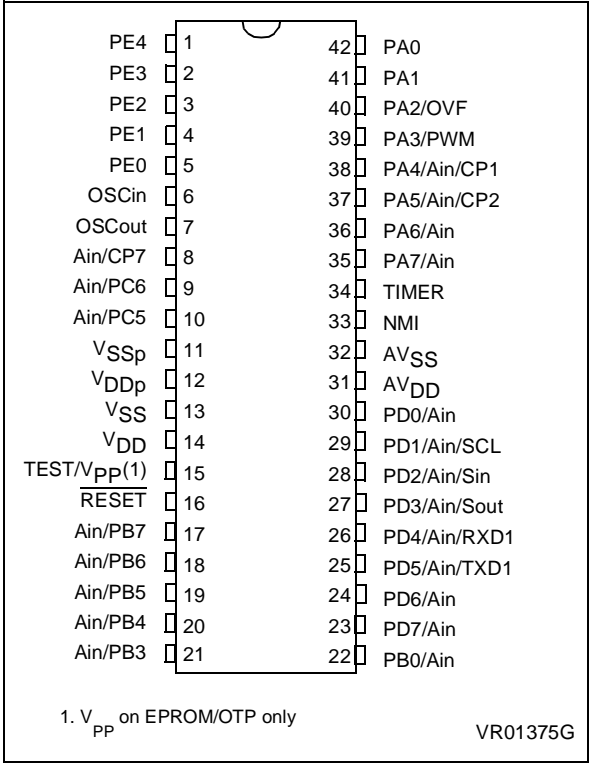 PE4 1 42 PA0
PE3 2 41 PA1
PE2 3 40 PA2/OVF
PE1 4 39 PA3/PWM
PE0 5 38 PA4/Ain/CP1
OSCin 6 37 PA5/Ain/CP2
OSCout 7 36 PA6/Ain
Ain/CP7 8 35 PA7/Ain
Ain/PC6 9 34 TIMER
Ain/PC5 10 33 NMI
VSSp 11 32 AVSS
VDDp 12 31 AVDD
VSS 13 30 PD0/Ain
VDD 14 29 PD1/Ain/SCL
TEST/VPP(1) 15 28 PD2/Ain/Sin
RESET 16 27 PD3/Ain/Sout
Ain/PB7 17 26 PD4/Ain/RXD1
Ain/PB6 18 25 PD5/Ain/TXD1
Ain/PB5 19 24 PD6/Ain
Ain/PB4 20 23 PD7/Ain
Ain/PB3 21 22 PB0/Ain
1. VPP on EPROM/OTP only
VR01375G